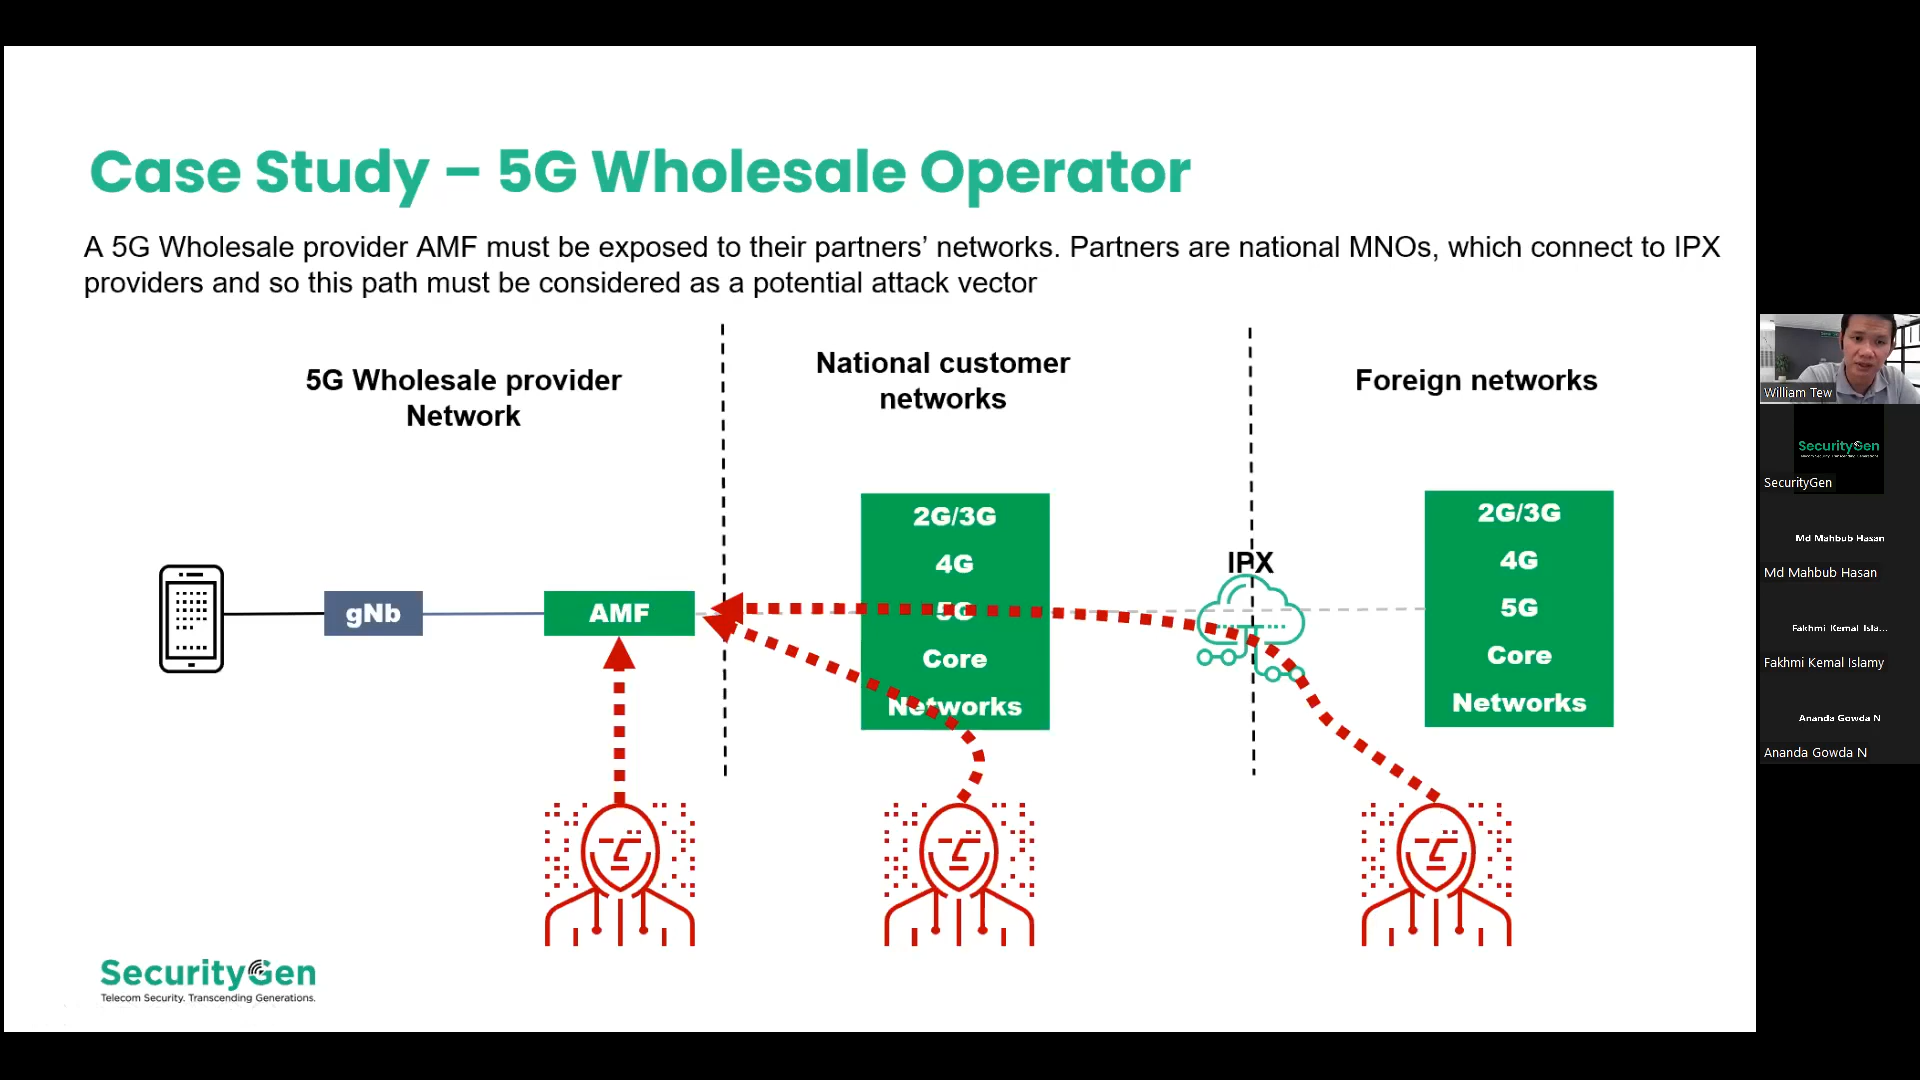 Case Study – 5G Wholesale Operator
A 5G Wholesale provider AMF must be exposed to their partners’ networks. Partners are national MNOs, which connect to IPX
providers and so this path must be considered as a potential attack vector
5G Wholesale provider
Network
National customer
networks
Foreign networks
gNb
AMF
2G/3G
4G
5G
Core
Networks
IPX
2G/3G
4G
5G
Core
Networks
SecurityGen
Telecom Security. Transcending Generations.
William Tew
SecurityGen
SecurityGen
Md Mahbub Hasan
Md Mahbub Hasan
Fakhmi Kemal Isla...
Fakhmi Kemal Islamy
Ananda Gowda N
Ananda Gowda N